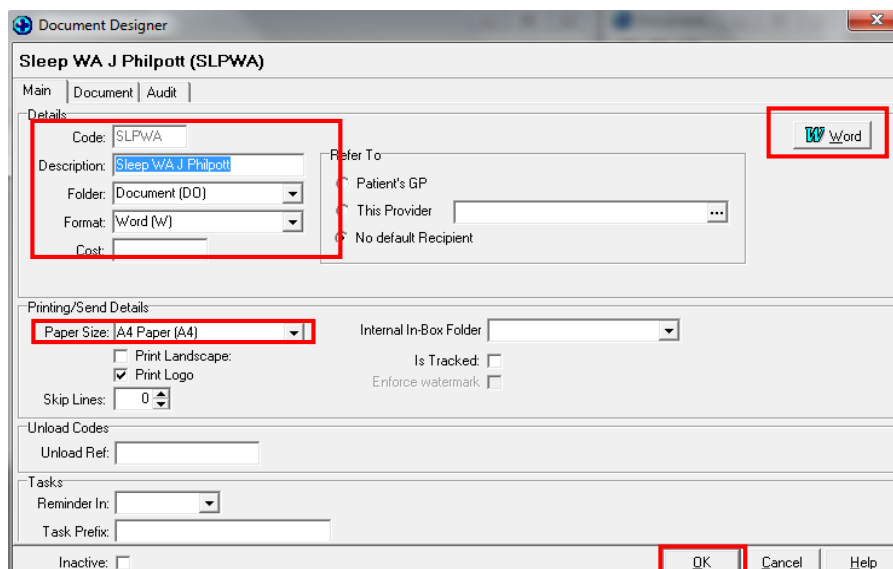 Document Designer
Sleep WA J Philpott (SLPWA)
Main Document Audit
Details
Code: SLPWA
Description: Sleep WA J Philpott
Folder: Document (DO)
Format: Word (W)
Cost:
Refer To
Patient's GP
This Provider ...
No default Recipient
W Word
Printing/Send Details
Paper Size: A4 Paper (A4)
Print Landscape:
Print Logo
Skip Lines: 0
Internal In-Box Folder
Is Tracked:
Enforce watermark
Unload Codes
Unload Ref:
Tasks
Reminder In:
Task Prefix:
Inactive:
OK Cancel Help